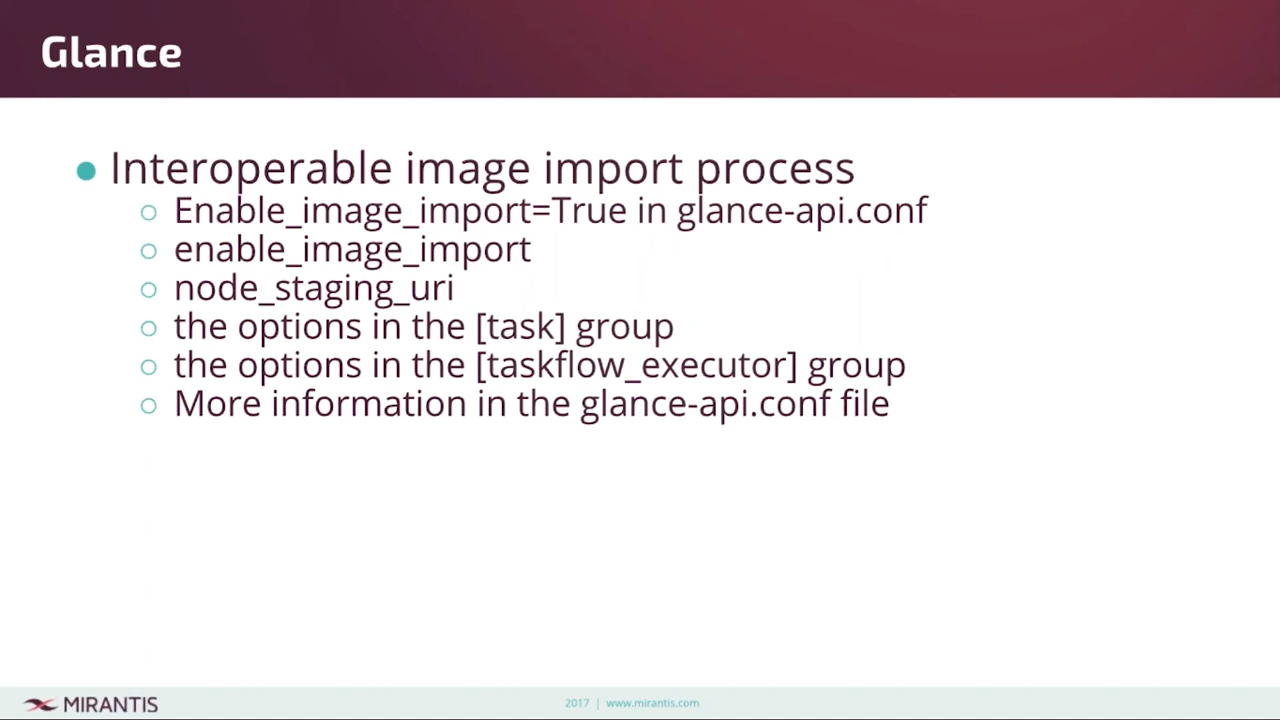 Glance
Interoperable image import process
Enable_image_import=True in glance-api.conf
enable_image_import
node_staging_uri
the options in the [task] group
the options in the [taskflow_executor] group
More information in the glance-api.conf file
MIRANTIS
2017 | www.mirantis.com